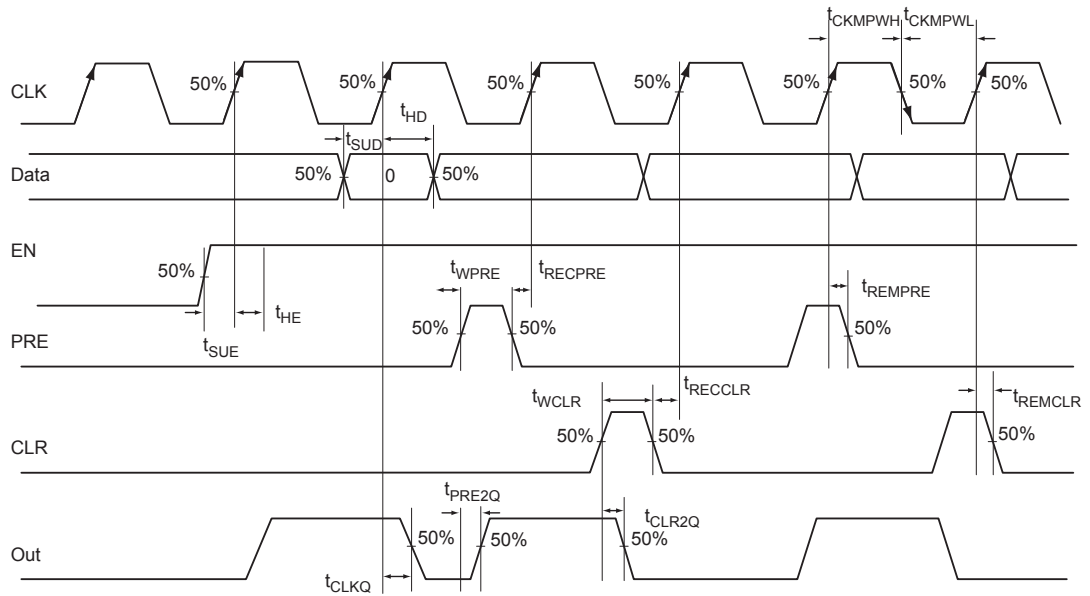 tCKMPWH tCKMPWL
CLK 50% 50% 50% 50% 50% 50% 50%
tSUD tHD
Data 50% 0 50%
EN
50%
tHE
tSUE
tWPRE tRECPRE tREMPRE
PRE 50% 50% 50%
tWCLR tRECCLR tREMCLR
CLR 50% 50% 50%
tPRE2Q tCLR2Q
Out 50% 50% 50%
tCLKQ